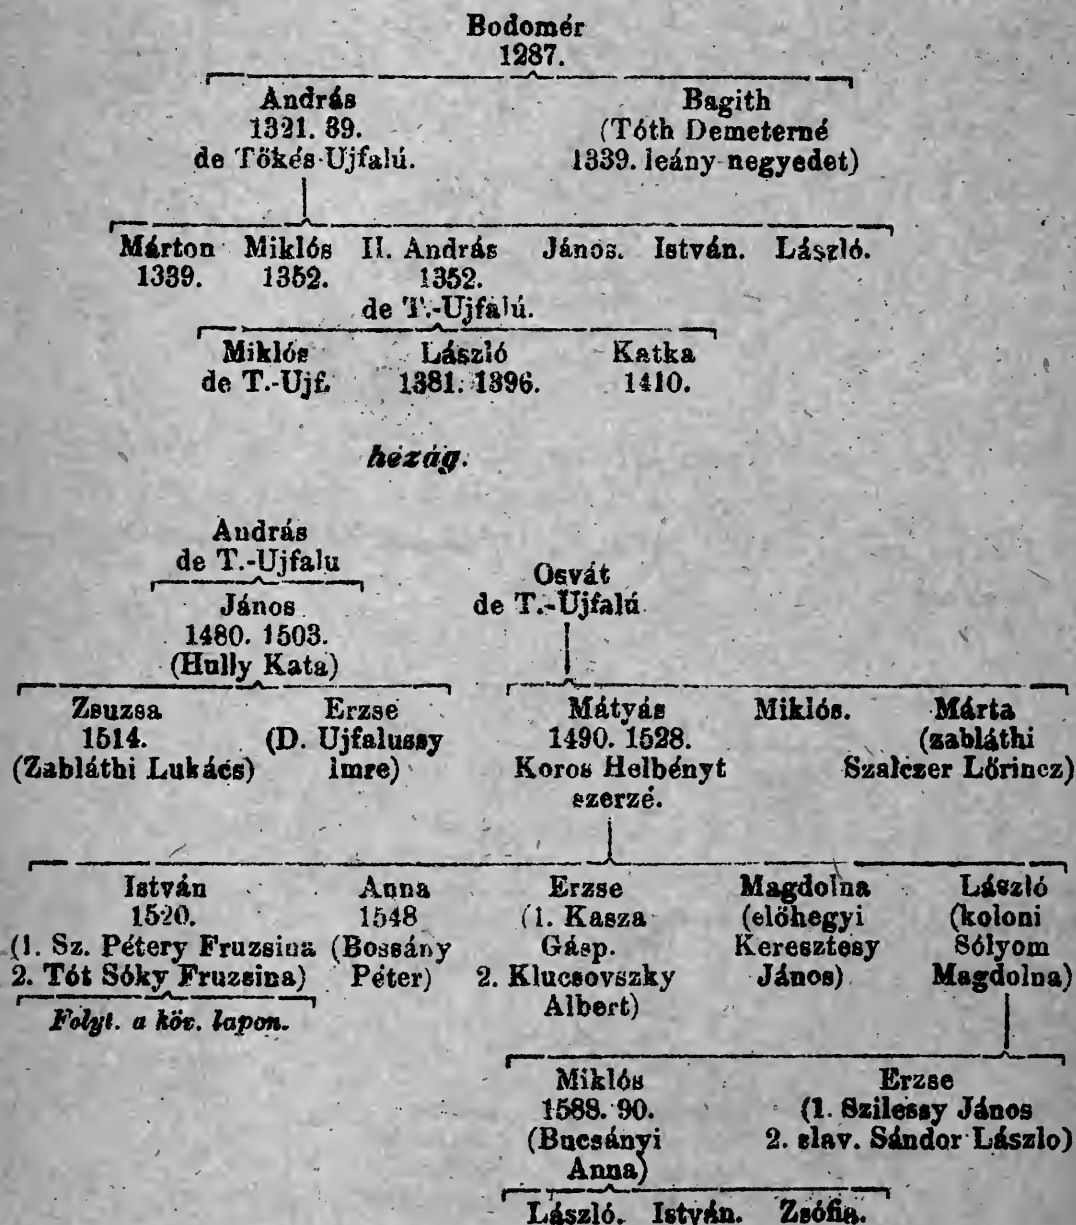 Bodomér
1287.
András Bagith
1321. 39. (Tóth Demeterné
de Tőkés Ujfalú. 1339. leány negyedet)
Márton Miklós II. András János. István. László.
1339. 1352. 1352.
de T.-Ujfalú.
Miklós László Katka
de T.-Ujf. 1381. 1396. 1410.
hézág.
András
de T.-Ujfalu
Osvát
de T.-Ujfalú
János
1480. 1503.
(Hully Kata)
Zsuzsa Erzse Mátyás Miklós. Márta
1514. (D. Ujfalussy 1490. 1528. (zabláthi
(Zabláthi Lukács) Imre) Koros Helbényt Szalczer Lőrincz)
szerzé.
István Anna Erzse Magdolna László
1520. 1548 (1. Kasza (előhegyi (koloni
(1. Sz. Pétery Fruzsina (Bossány Gásp. Keresztesy Sólyom
2. Tót Sóky Fruzsina) Péter) 2. Klucsovszky János) Magdolna)
Folyt. a köv. lapon. Albert)
Miklós Erzse
1588. 90. (1. Szilessy János
(Bucsányi 2. slav. Sándor Lászlo)
Anna)
László. István. Zsófia.